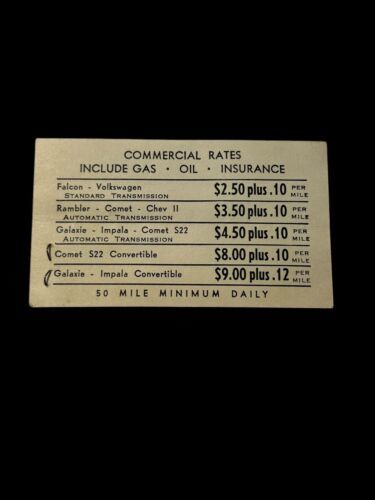 COMMERCIAL RATES
INCLUDE GAS · OIL · INSURANCE
Falcon - Volkswagen $2.50 plus .10 PER MILE
STANDARD TRANSMISSION
Rambler - Comet - Chev II $3.50 plus .10 PER MILE
AUTOMATIC TRANSMISSION
Galaxie - Impala - Comet S22 $4.50 plus .10 PER MILE
AUTOMATIC TRANSMISSION
Comet S22 Convertible $8.00 plus .10 PER MILE
Galaxie - Impala Convertible $9.00 plus .12 PER MILE
50 MILE MINIMUM DAILY